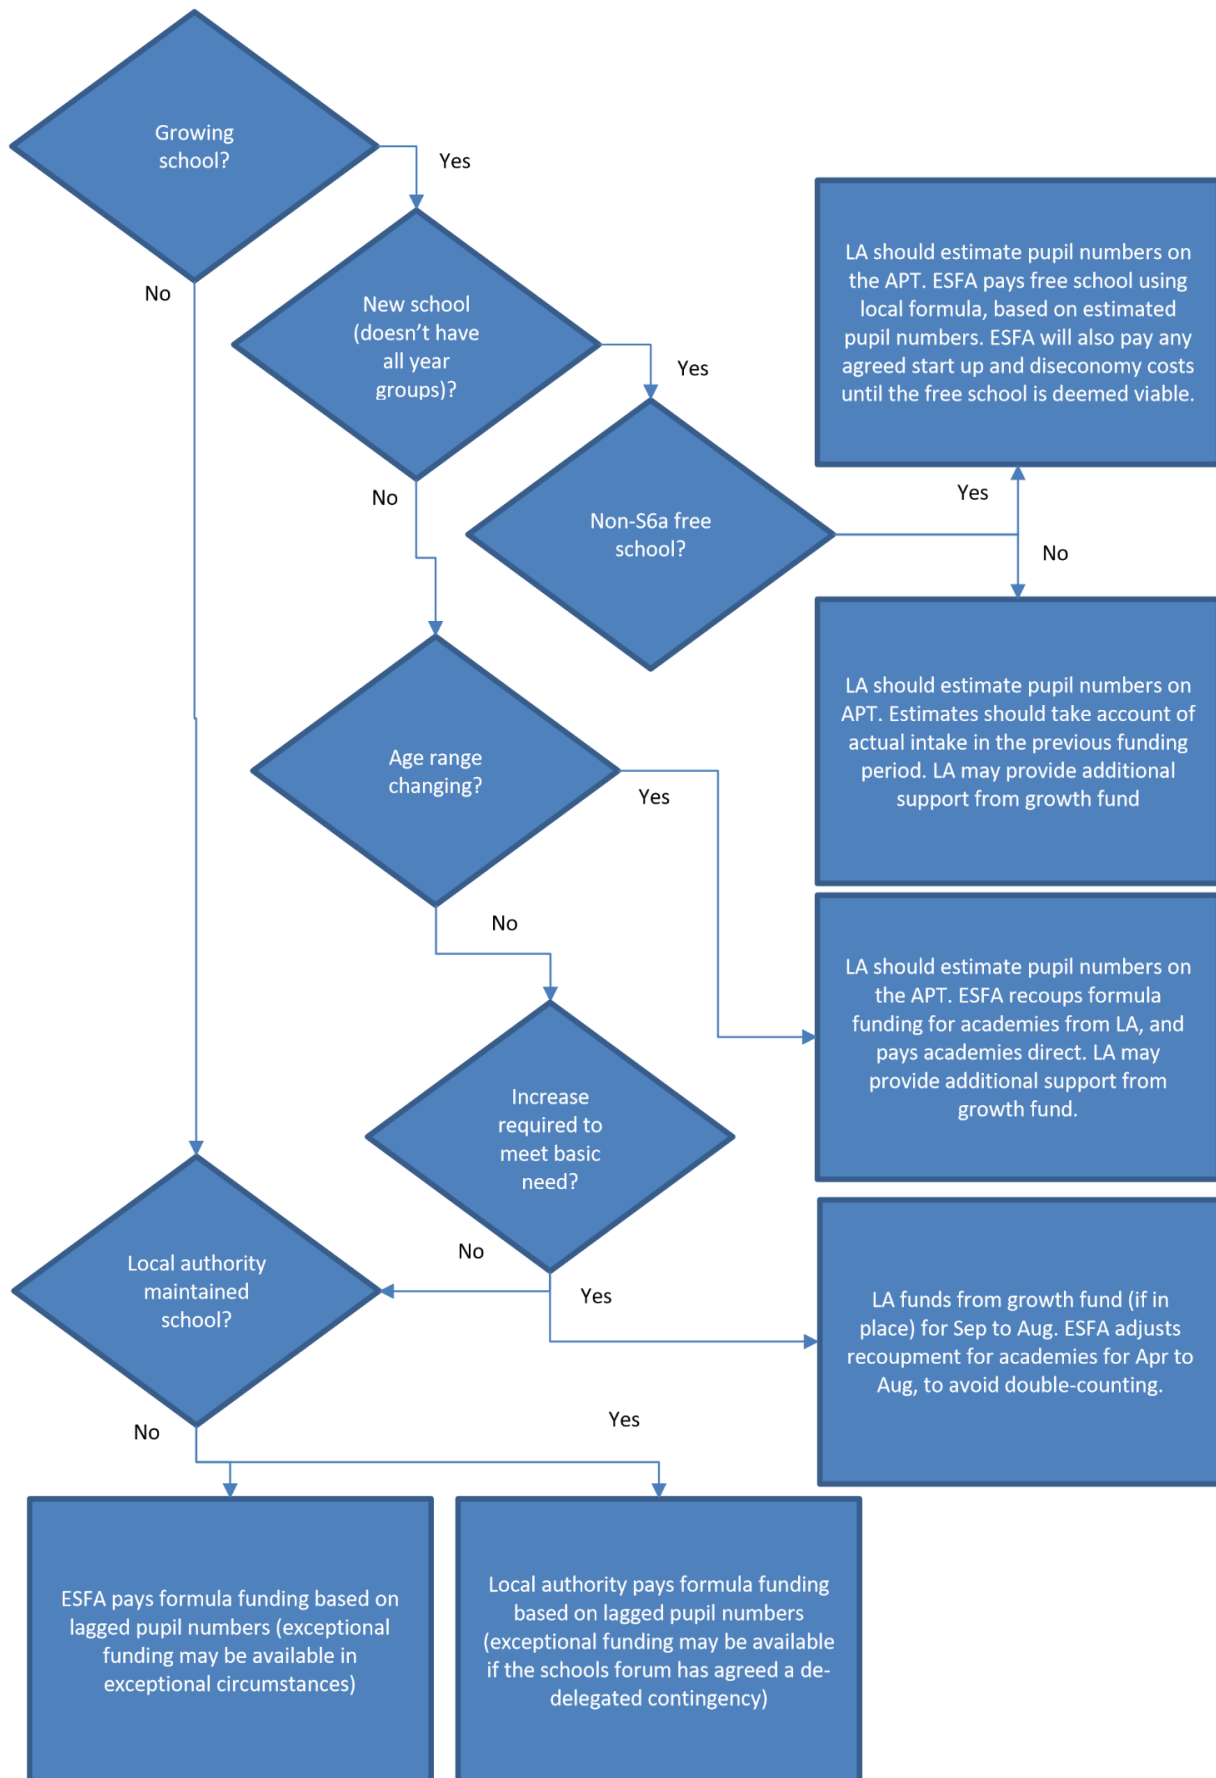 Growing
school?
Yes
No
New school
(doesn't have
all year
groups)?
Yes
No
Non-S6a free
school?
Yes
No
LA should estimate pupil numbers on
the APT. ESFA pays free school using
local formula, based on estimated
pupil numbers. ESFA will also pay any
agreed start up and diseconomy costs
until the free school is deemed viable.
LA should estimate pupil numbers on
APT. Estimates should take account of
actual intake in the previous funding
period. LA may provide additional
support from growth fund
Age range
changing?
Yes
No
LA should estimate pupil numbers on
the APT. ESFA recoups formula
funding for academies from LA, and
pays academies direct. LA may
provide additional support from
growth fund.
Increase
required to
meet basic
need?
No
Yes
LA funds from growth fund (if in
place) for Sep to Aug. ESFA adjusts
recoupment for academies for Apr to
Aug, to avoid double-counting.
Local authority
maintained
school?
No
Yes
ESFA pays formula funding based on
lagged pupil numbers (exceptional
funding may be available in
exceptional circumstances)
Local authority pays formula funding
based on lagged pupil numbers
(exceptional funding may be available
if the schools forum has agreed a de-
delegated contingency)